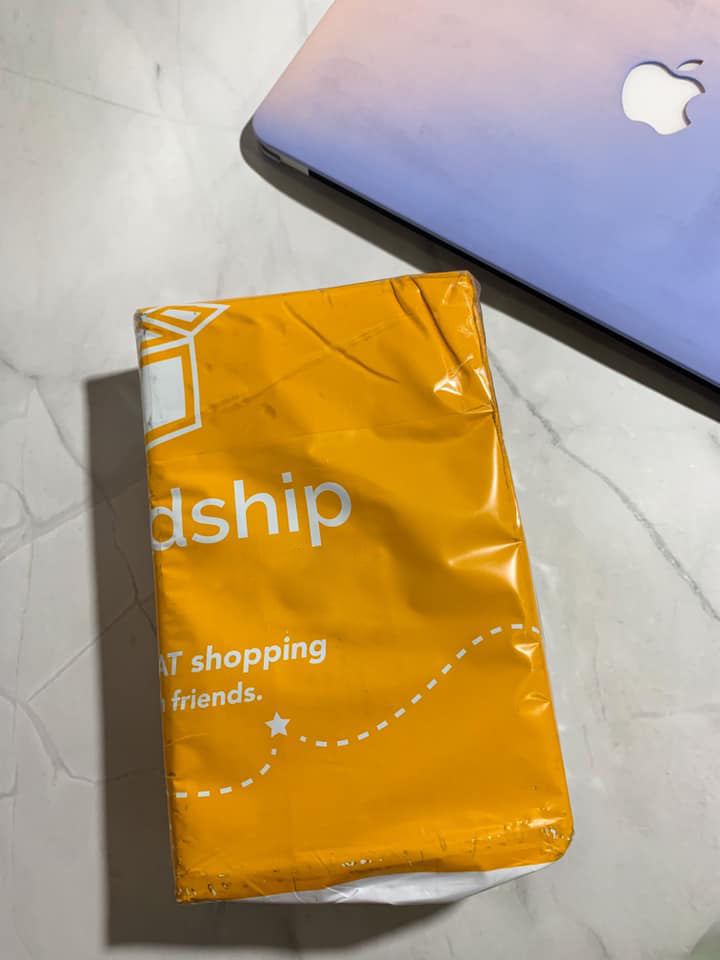 dship
AT shopping
friends.